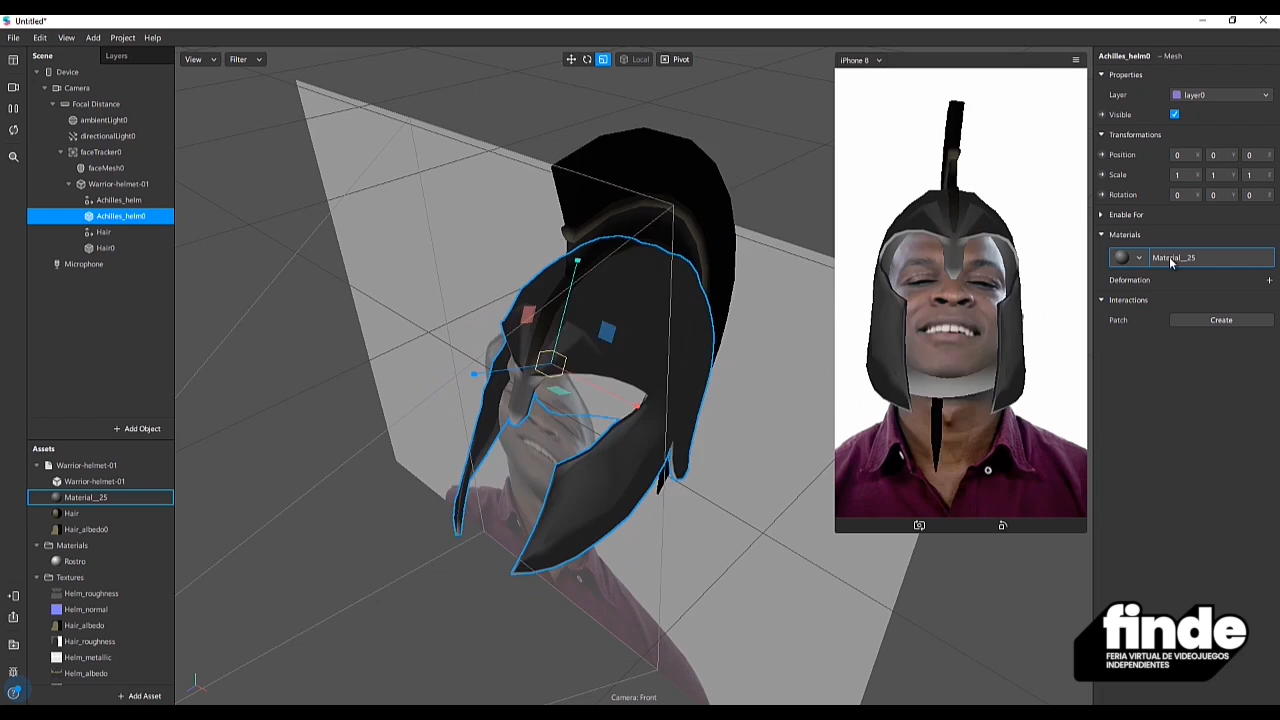 Untitled*
File Edit View Add Project Help
Scene Layers
Device
Camera
Focal Distance
ambientLight0
directionalLight0
faceTracker0
faceMesh0
Warrior-helmet-01
Achilles_helm
Achilles_helm0
Hair
Hair0
Microphone
+ Add Object
Assets
Warrior-helmet-01
Warrior-helmet-01
Material__25
Hair
Hair_albedo0
Materials
Rostro
Textures
Helm_roughness
Helm_normal
Hair_albedo
Hair_roughness
Helm_metallic
Helm_albedo
+ Add Asset
View Filter Local Pivot
Camera: Front
iPhone 8
Achilles_helm0 – Mesh
Properties
Layer layer0
Visible
Transformations
Position 0 X 0 Y 0 Z
Scale 1 X 1 Y 1 Z
Rotation 0 X 0 Y 0 Z
Enable For
Materials
Material__25
Deformation +
Interactions
Patch Create
finde
FERIA VIRTUAL DE VIDEOJUEGOS
INDEPENDIENTES